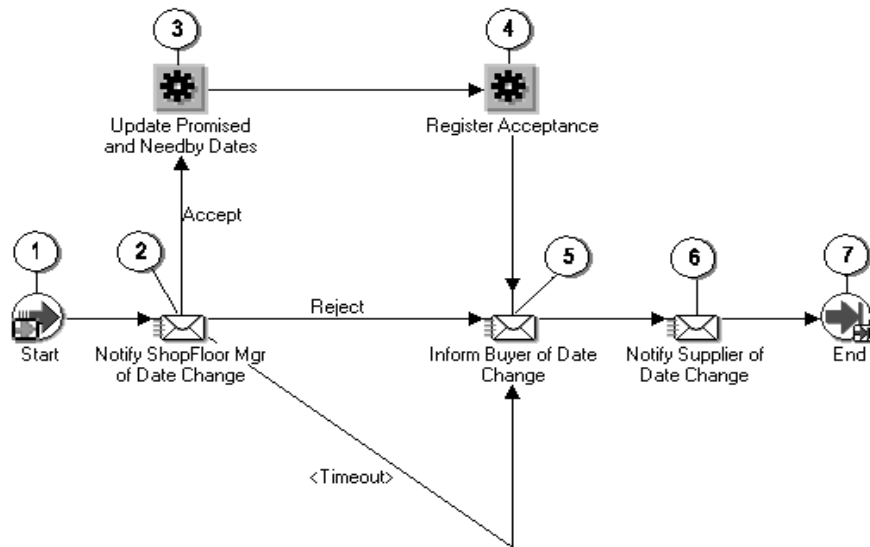 3
4
Update Promised
and Needby Dates
Register Acceptance
Accept
1
2
5
6
7
Reject
Start
Notify ShopFloor Mgr
of Date Change
Inform Buyer of Date
Change
Notify Supplier of
Date Change
End
<Timeout>